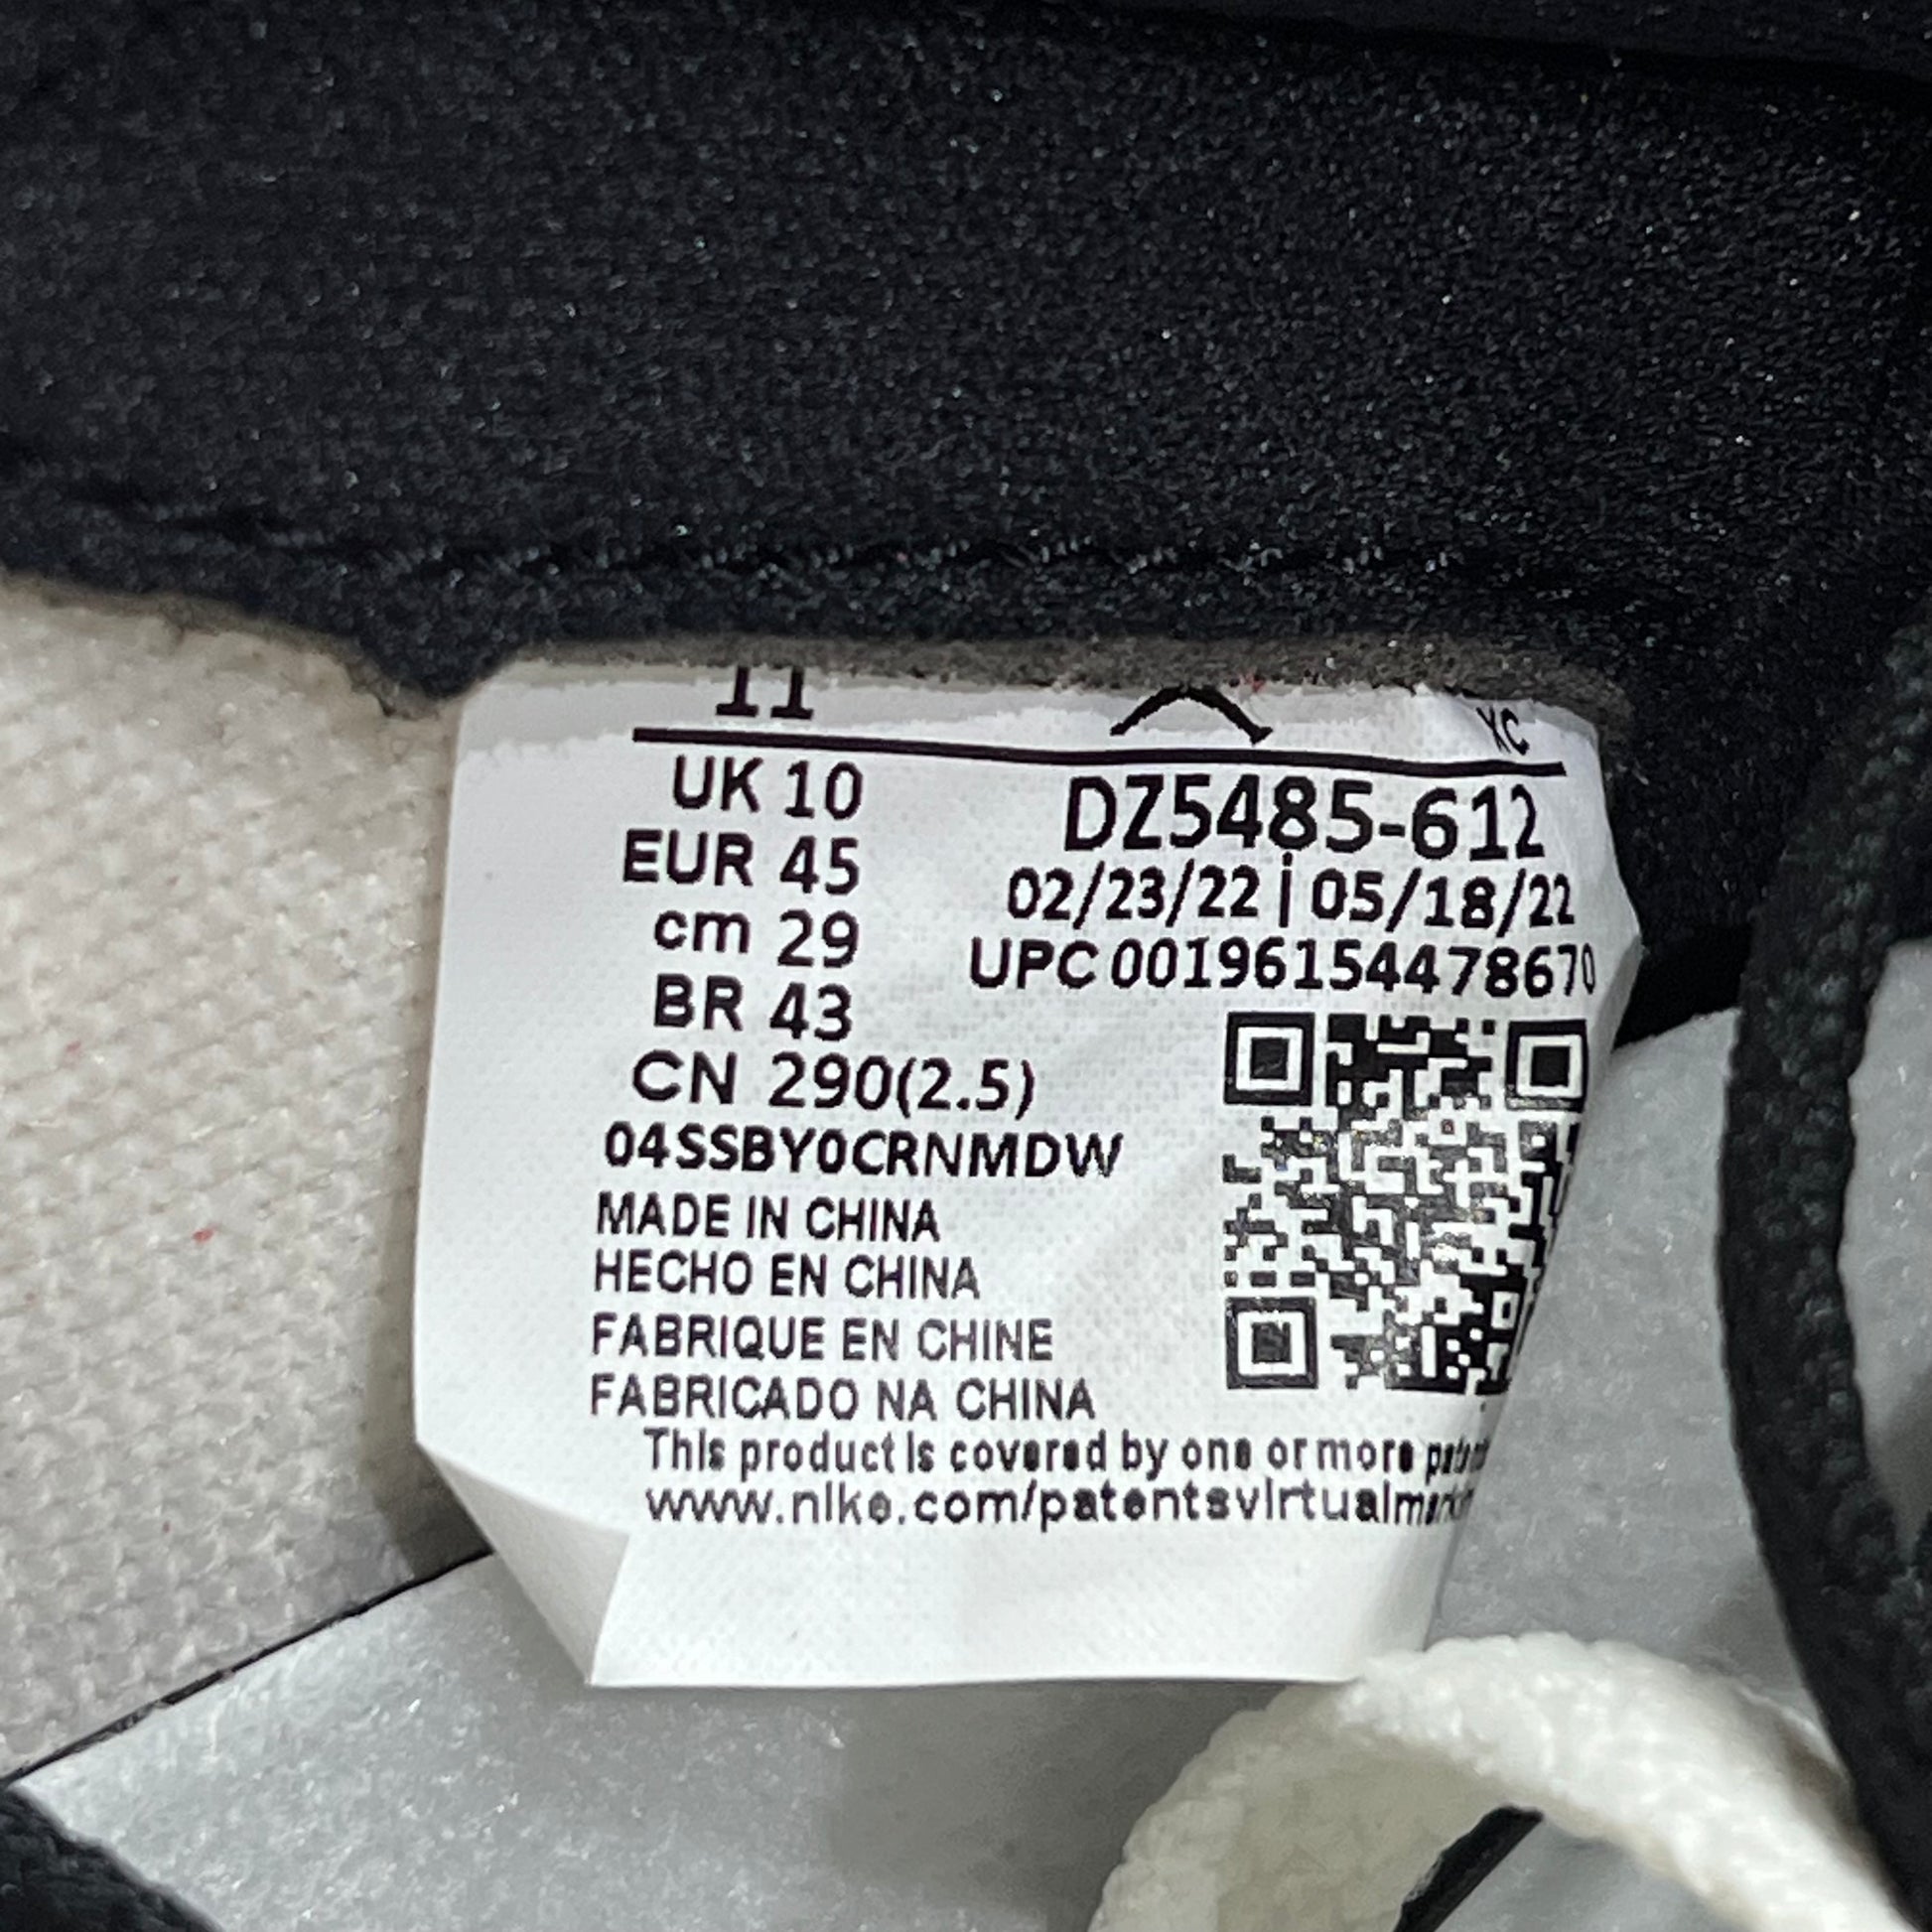 11 XC
UK 10
DZ5485-612
EUR 45
02/23/22 | 05/18/22
cm 29
UPC 00196154478670
BR 43
CN 290(2.5)
04SSBY0CRNMDW
MADE IN CHINA
HECHO EN CHINA
FABRIQUE EN CHINE
FABRICADO NA CHINA
This product is covered by one or more
www.nike.com/patentsvirtualmark